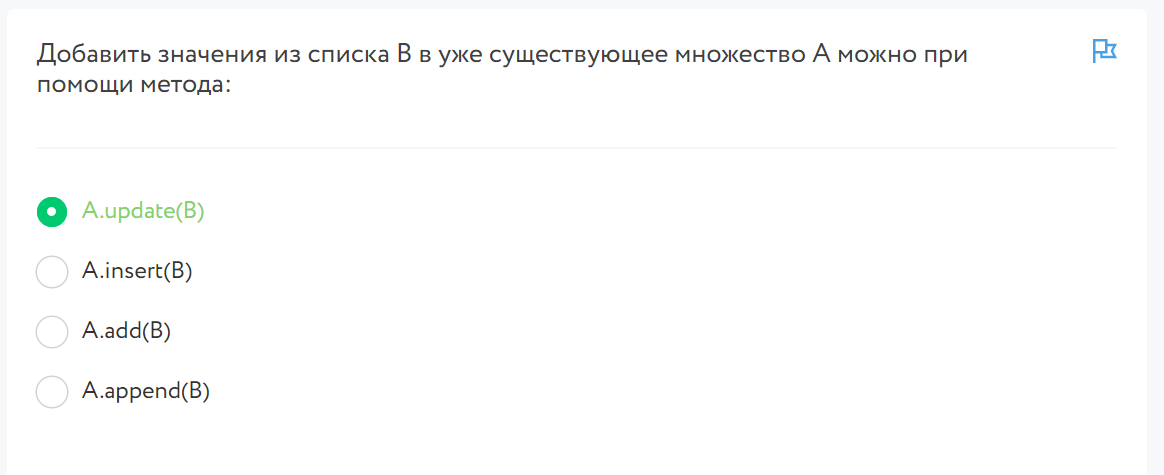 Добавить значения из списка B в уже существующее множество A можно при
помощи метода:
A.update(B)
A.insert(B)
A.add(B)
A.append(B)